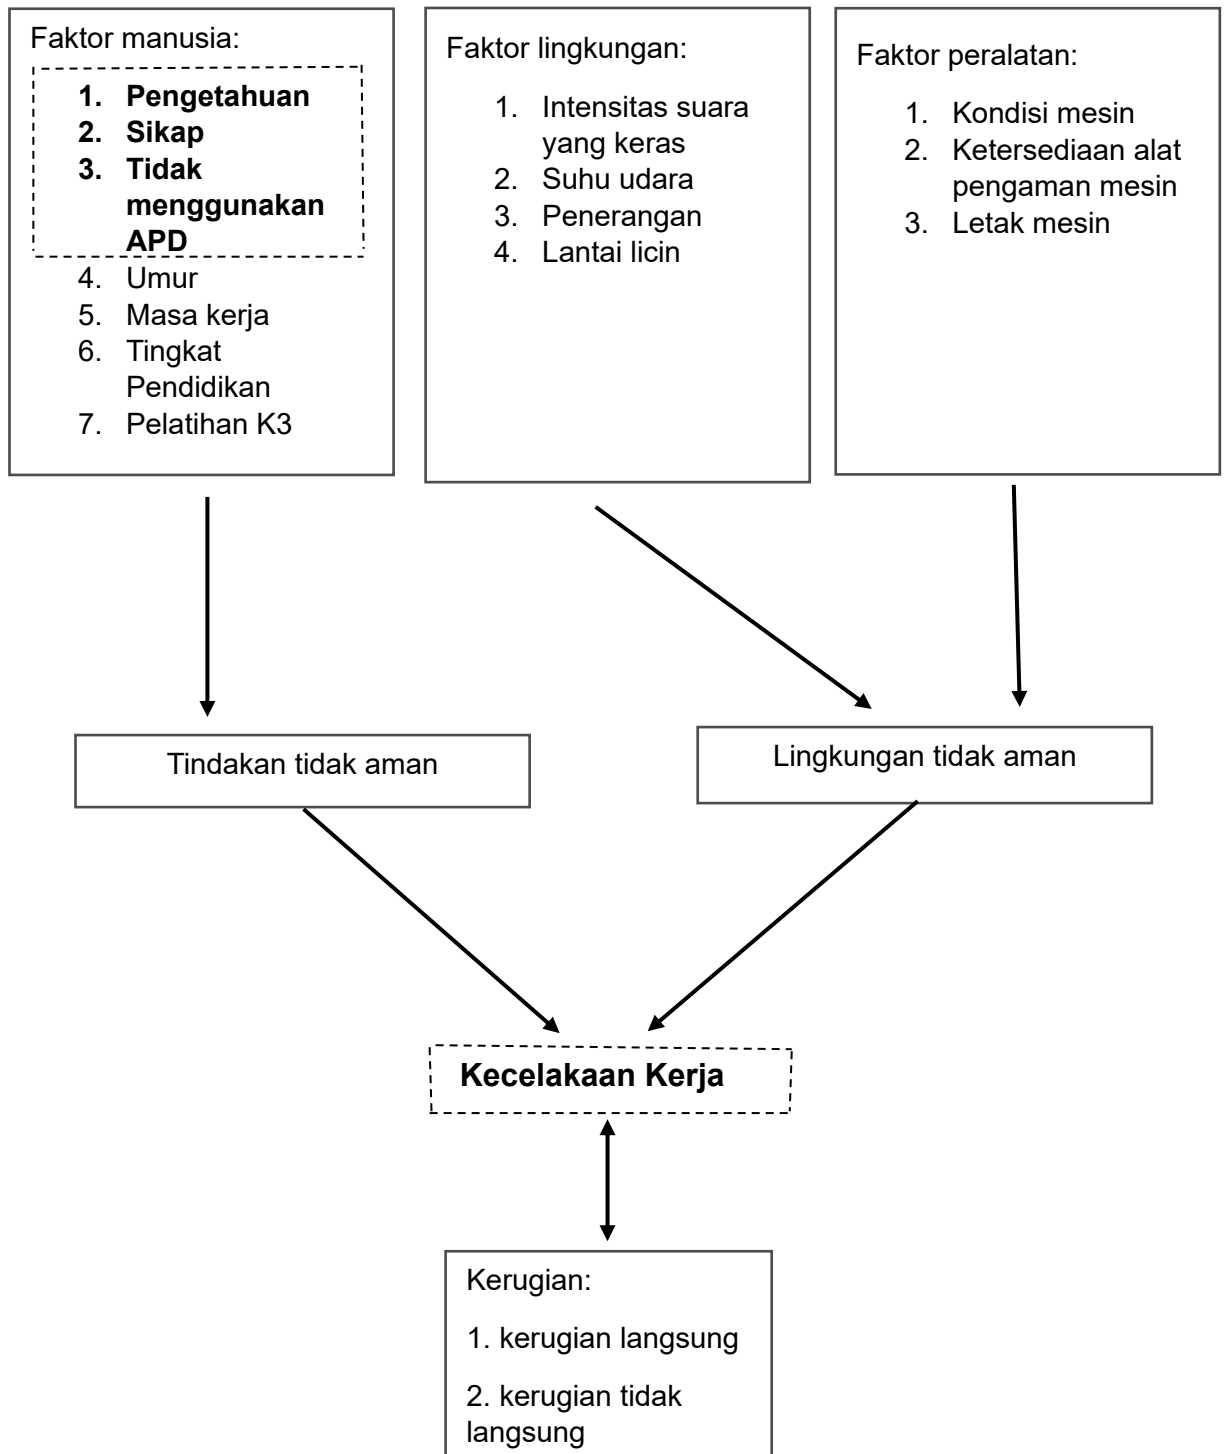 Faktor manusia:
1. Pengetahuan
2. Sikap
3. Tidak
menggunakan
APD
4. Umur
5. Masa kerja
6. Tingkat
Pendidikan
7. Pelatihan K3
Faktor lingkungan:
1. Intensitas suara
yang keras
2. Suhu udara
3. Penerangan
4. Lantai licin
Faktor peralatan:
1. Kondisi mesin
2. Ketersediaan alat
pengaman mesin
3. Letak mesin
Tindakan tidak aman
Lingkungan tidak aman
Kecelakaan Kerja
Kerugian:
1. kerugian langsung
2. kerugian tidak
langsung